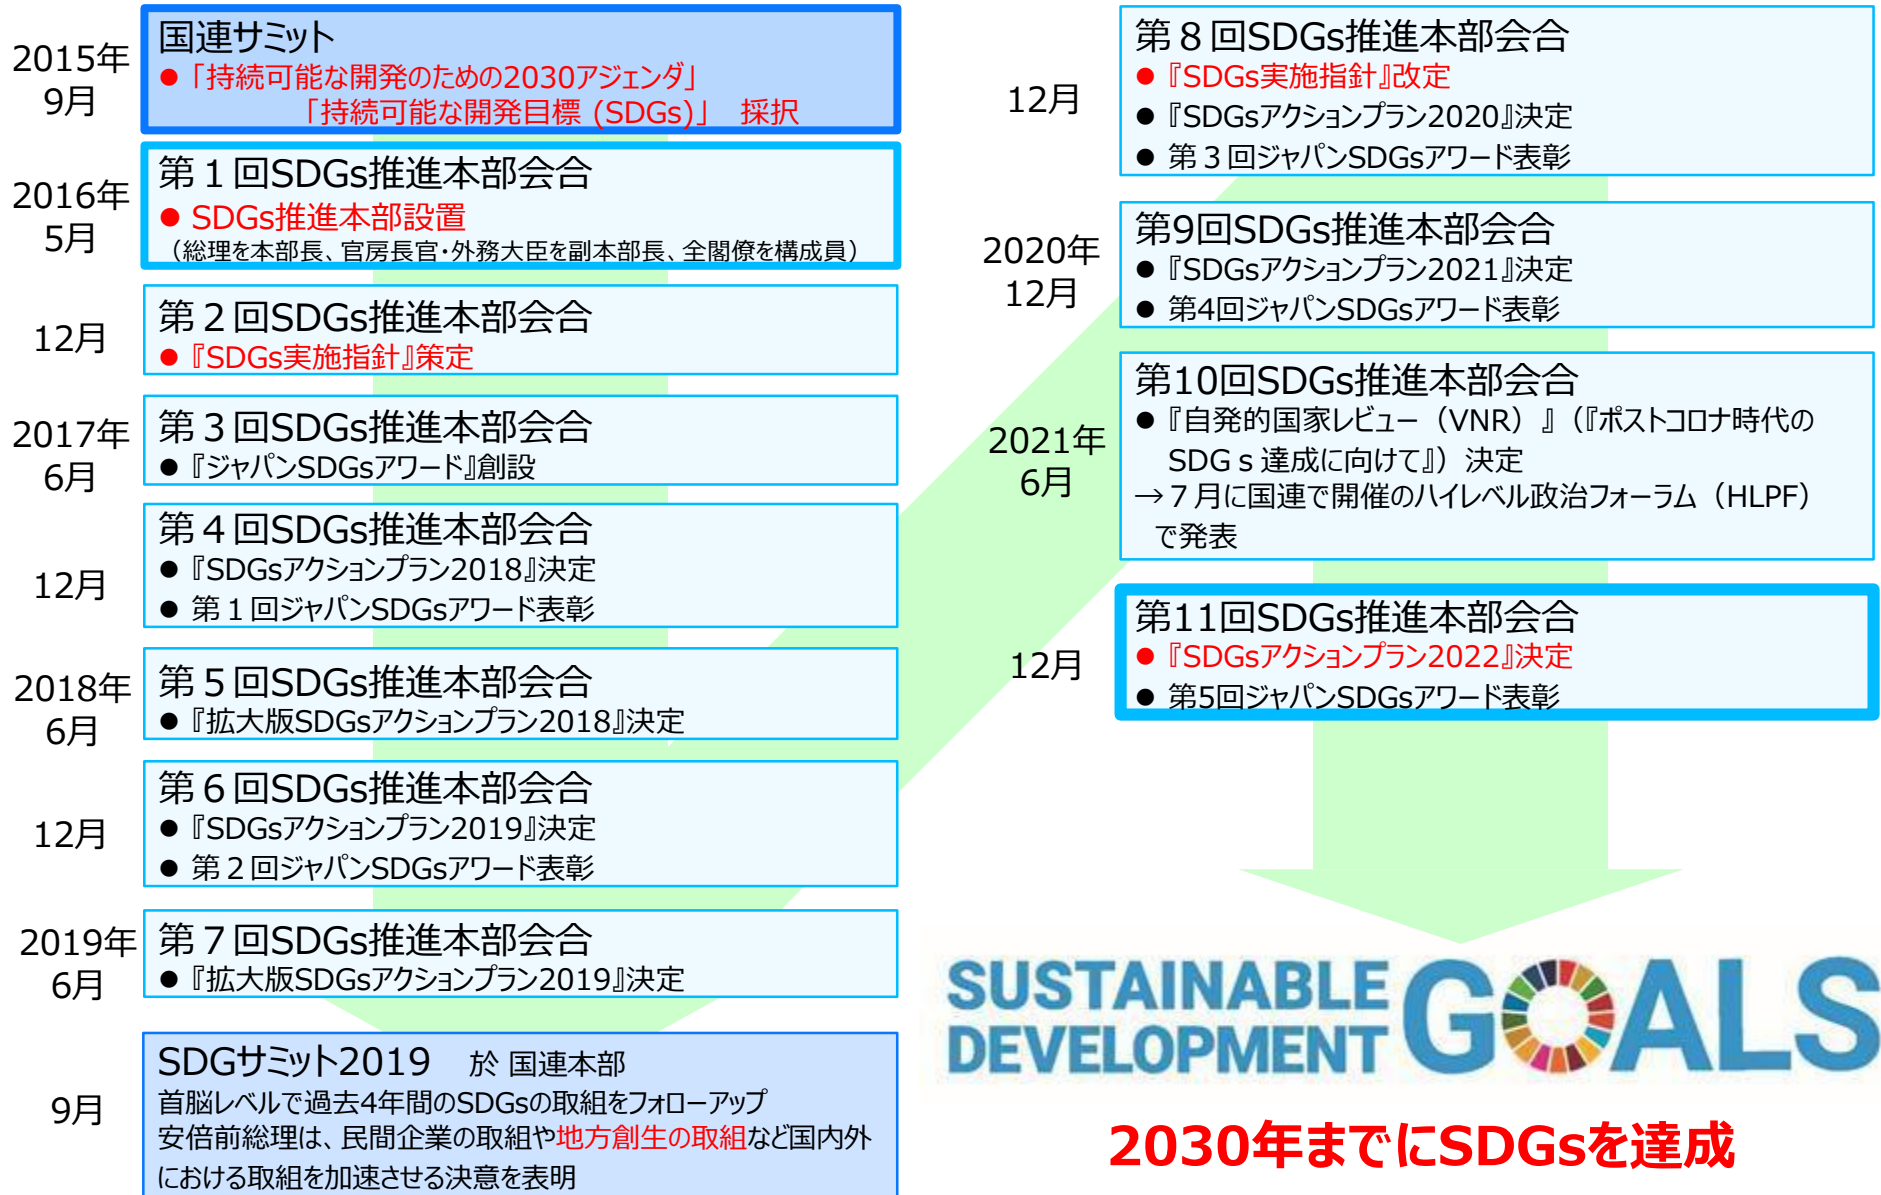 2015年
9月
国連サミット
●「持続可能な開発のための2030アジェンダ」
「持続可能な開発目標 (SDGs)」　採択
2016年
5月
第１回SDGs推進本部会合
● SDGs推進本部設置
（総理を本部長、官房長官・外務大臣を副本部長、全閣僚を構成員）
12月
第２回SDGs推進本部会合
●『SDGs実施指針』策定
2017年
6月
第３回SDGs推進本部会合
●『ジャパンSDGsアワード』創設
12月
第４回SDGs推進本部会合
●『SDGsアクションプラン2018』決定
● 第１回ジャパンSDGsアワード表彰
2018年
6月
第５回SDGs推進本部会合
●『拡大版SDGsアクションプラン2018』決定
12月
第６回SDGs推進本部会合
●『SDGsアクションプラン2019』決定
● 第２回ジャパンSDGsアワード表彰
2019年
6月
第７回SDGs推進本部会合
●『拡大版SDGsアクションプラン2019』決定
9月
SDGサミット2019　於 国連本部
首脳レベルで過去4年間のSDGsの取組をフォローアップ
安倍前総理は、民間企業の取組や地方創生の取組など国内外
における取組を加速させる決意を表明
12月
第８回SDGs推進本部会合
●『SDGs実施指針』改定
●『SDGsアクションプラン2020』決定
● 第３回ジャパンSDGsアワード表彰
2020年
12月
第9回SDGs推進本部会合
●『SDGsアクションプラン2021』決定
● 第4回ジャパンSDGsアワード表彰
2021年
6月
第10回SDGs推進本部会合
●『自発的国家レビュー（VNR）』（『ポストコロナ時代の
SDGｓ達成に向けて』）決定
→７月に国連で開催のハイレベル政治フォーラム（HLPF）
で発表
12月
第11回SDGs推進本部会合
●『SDGsアクションプラン2022』決定
● 第5回ジャパンSDGsアワード表彰
SUSTAINABLE
DEVELOPMENT
GOALS
2030年までにSDGsを達成